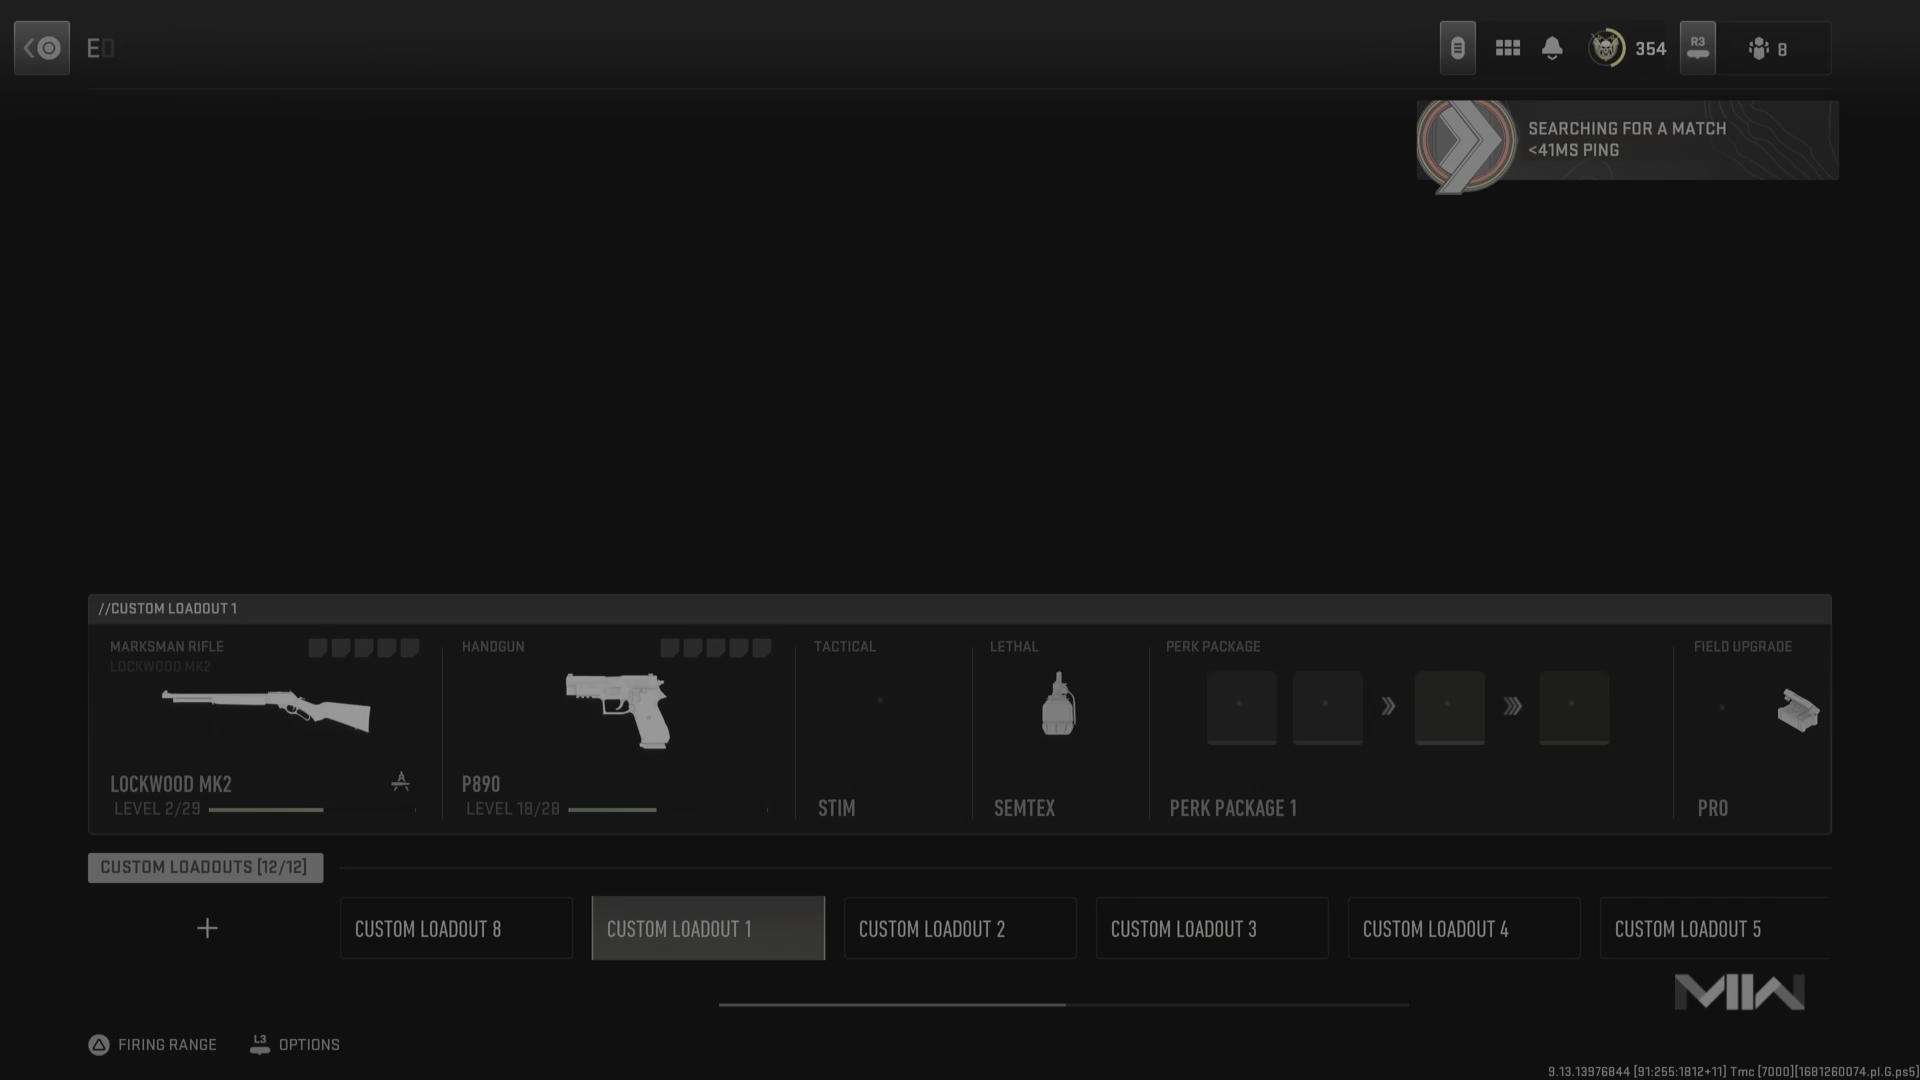 ED
354
R3
8
SEARCHING FOR A MATCH
<41MS PING
//CUSTOM LOADOUT 1
MARKSMAN RIFLE
LOCKWOOD MK2
HANDGUN
TACTICAL
LETHAL
PERK PACKAGE
FIELD UPGRADE
LOCKWOOD MK2
LEVEL 2/29
P890
LEVEL 18/28
STIM
SEMTEX
PERK PACKAGE 1
PRO
CUSTOM LOADOUTS [12/12]
+
CUSTOM LOADOUT 8
CUSTOM LOADOUT 1
CUSTOM LOADOUT 2
CUSTOM LOADOUT 3
CUSTOM LOADOUT 4
CUSTOM LOADOUT 5
MW
FIRING RANGE
L3
OPTIONS
9.13.13976844 [91:255:1812+11] Tmc [7000][1681260074.pl.G.ps5]